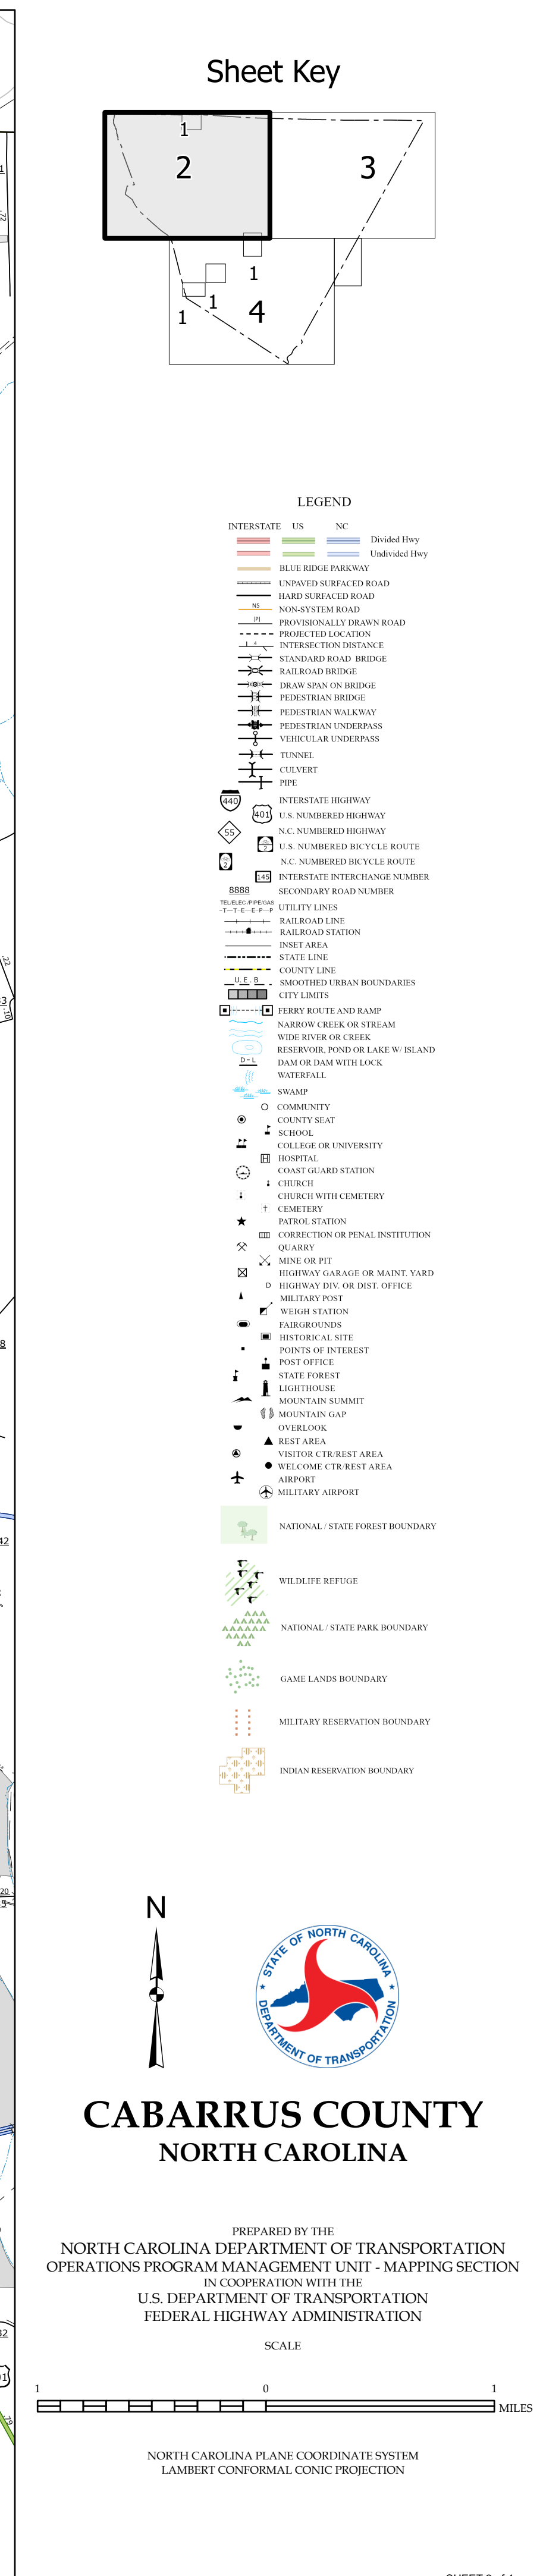 Sheet Key
1
2
3
1
1
1
4
LEGEND
INTERSTATE US NC
Divided Hwy
Undivided Hwy
BLUE RIDGE PARKWAY
UNPAVED SURFACED ROAD
HARD SURFACED ROAD
NS NON-SYSTEM ROAD
(P) PROVISIONALLY DRAWN ROAD
PROJECTED LOCATION
INTERSECTION DISTANCE
STANDARD ROAD BRIDGE
RAILROAD BRIDGE
DRAW SPAN ON BRIDGE
PEDESTRIAN BRIDGE
PEDESTRIAN WALKWAY
PEDESTRIAN UNDERPASS
VEHICULAR UNDERPASS
TUNNEL
CULVERT
PIPE
440 INTERSTATE HIGHWAY
401 U.S. NUMBERED HIGHWAY
55 N.C. NUMBERED HIGHWAY
2 U.S. NUMBERED BICYCLE ROUTE
2 N.C. NUMBERED BICYCLE ROUTE
145 INTERSTATE INTERCHANGE NUMBER
8888 SECONDARY ROAD NUMBER
TEL/ELEC/PIPE/GAS
-T---T-E---E-P---P UTILITY LINES
RAILROAD LINE
RAILROAD STATION
INSET AREA
STATE LINE
COUNTY LINE
U. E. B SMOOTHED URBAN BOUNDARIES
CITY LIMITS
FERRY ROUTE AND RAMP
NARROW CREEK OR STREAM
WIDE RIVER OR CREEK
RESERVOIR, POND OR LAKE W/ ISLAND
D-L DAM OR DAM WITH LOCK
WATERFALL
SWAMP
COMMUNITY
COUNTY SEAT
SCHOOL
COLLEGE OR UNIVERSITY
H HOSPITAL
COAST GUARD STATION
CHURCH
CHURCH WITH CEMETERY
CEMETERY
PATROL STATION
CORRECTION OR PENAL INSTITUTION
QUARRY
MINE OR PIT
HIGHWAY GARAGE OR MAINT. YARD
D HIGHWAY DIV. OR DIST. OFFICE
MILITARY POST
WEIGH STATION
FAIRGROUNDS
HISTORICAL SITE
POINTS OF INTEREST
POST OFFICE
STATE FOREST
LIGHTHOUSE
MOUNTAIN SUMMIT
MOUNTAIN GAP
OVERLOOK
REST AREA
VISITOR CTR/REST AREA
WELCOME CTR/REST AREA
AIRPORT
MILITARY AIRPORT
NATIONAL / STATE FOREST BOUNDARY
WILDLIFE REFUGE
NATIONAL / STATE PARK BOUNDARY
GAME LANDS BOUNDARY
MILITARY RESERVATION BOUNDARY
INDIAN RESERVATION BOUNDARY
N
STATE OF NORTH CAROLINA
DEPARTMENT OF TRANSPORTATION
CABARRUS COUNTY
NORTH CAROLINA
PREPARED BY THE
NORTH CAROLINA DEPARTMENT OF TRANSPORTATION
OPERATIONS PROGRAM MANAGEMENT UNIT - MAPPING SECTION
IN COOPERATION WITH THE
U.S. DEPARTMENT OF TRANSPORTATION
FEDERAL HIGHWAY ADMINISTRATION
SCALE
1 0 1
MILES
NORTH CAROLINA PLANE COORDINATE SYSTEM
LAMBERT CONFORMAL CONIC PROJECTION
.72
.22
.10
42
20
.79